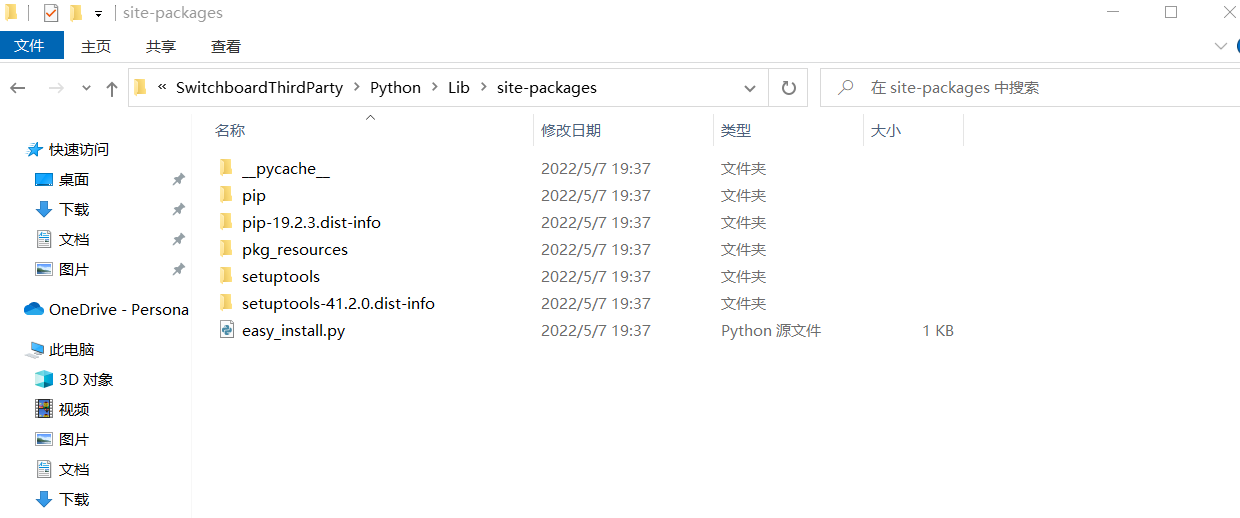 site-packages
文件 主页 共享 查看
« SwitchboardThirdParty > Python > Lib > site-packages
在 site-packages 中搜索
名称 修改日期 类型 大小
快速访问
桌面
下载
文档
图片
OneDrive - Persona
此电脑
3D 对象
视频
图片
文档
下载
__pycache__ 2022/5/7 19:37 文件夹
pip 2022/5/7 19:37 文件夹
pip-19.2.3.dist-info 2022/5/7 19:37 文件夹
pkg_resources 2022/5/7 19:37 文件夹
setuptools 2022/5/7 19:37 文件夹
setuptools-41.2.0.dist-info 2022/5/7 19:37 文件夹
easy_install.py 2022/5/7 19:37 Python 源文件 1 KB